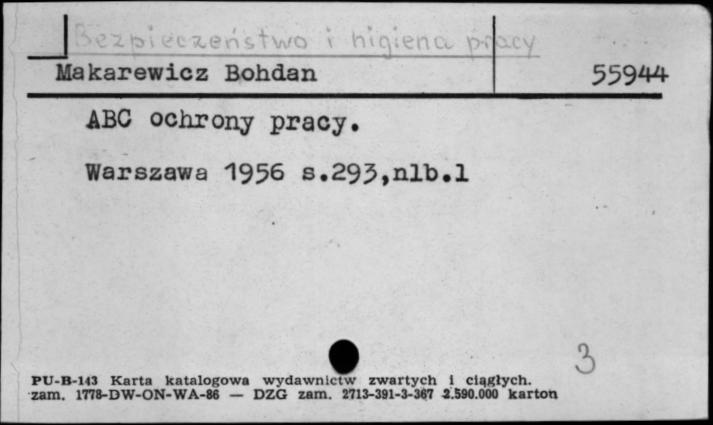 Bezpieczeństwo i higiena pracy
Makarewicz Bohdan 55944
ABC ochrony pracy.
Warszawa 1956 s.293,nlb.1
3
PU-B-143 Karta katalogowa wydawnictw zwartych i ciągłych.
zam. 1778-DW-ON-WA-86 — DZG zam. 2713-391-3-367 2.590.000 karton